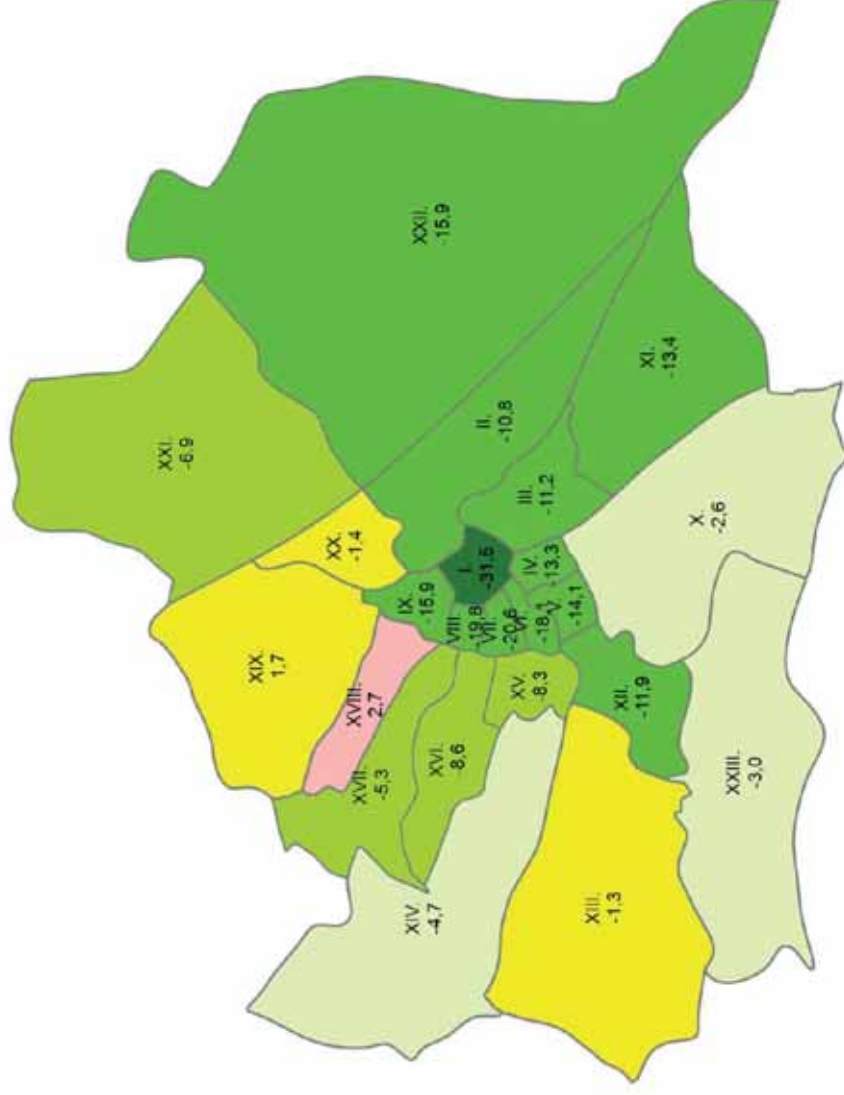 XXI.
-6,9
XIX.
1,7
XX.
-1,4
XVIII.
2,7
XVII.
-5,3
IX.
-15,9
XIV.
-4,7
XXII.
-15,9
XVI.
-8,6
VIII
-19,8
I.
-31,5
II.
-10,8
VII.
-20,6
XV.
-8,3
VI
-18,1
III.
-11,2
IV.
-13,3
V.
-14,1
XIII.
-1,3
XII.
-11,9
XI.
-13,4
X.
-2,6
XXIII.
-3,0